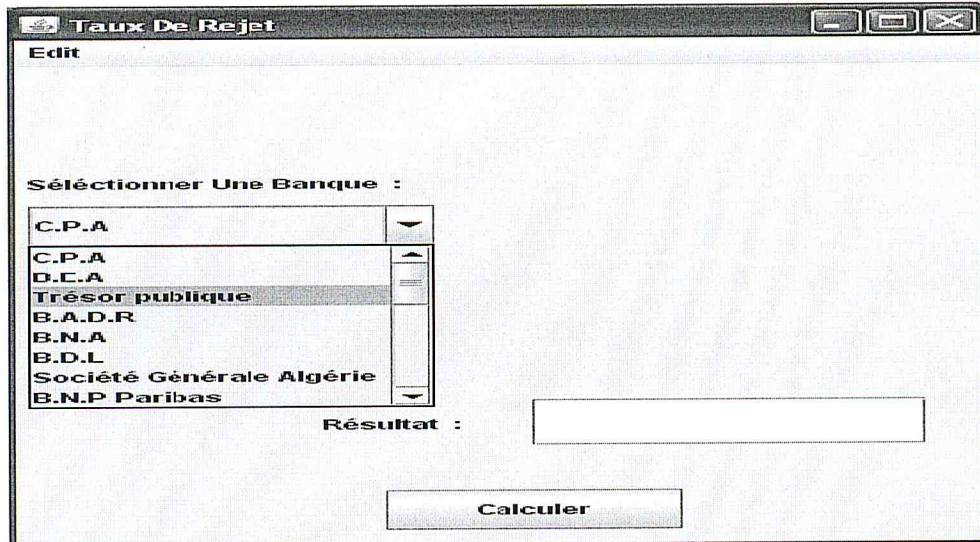 Taux De Rejet
Edit
Séléctionner Une Banque :
C.P.A
C.P.A
B.E.A
Trésor publique
B.A.D.R
B.N.A
B.D.L
Société Générale Algérie
B.N.P Paribas
Résultat :
Calculer